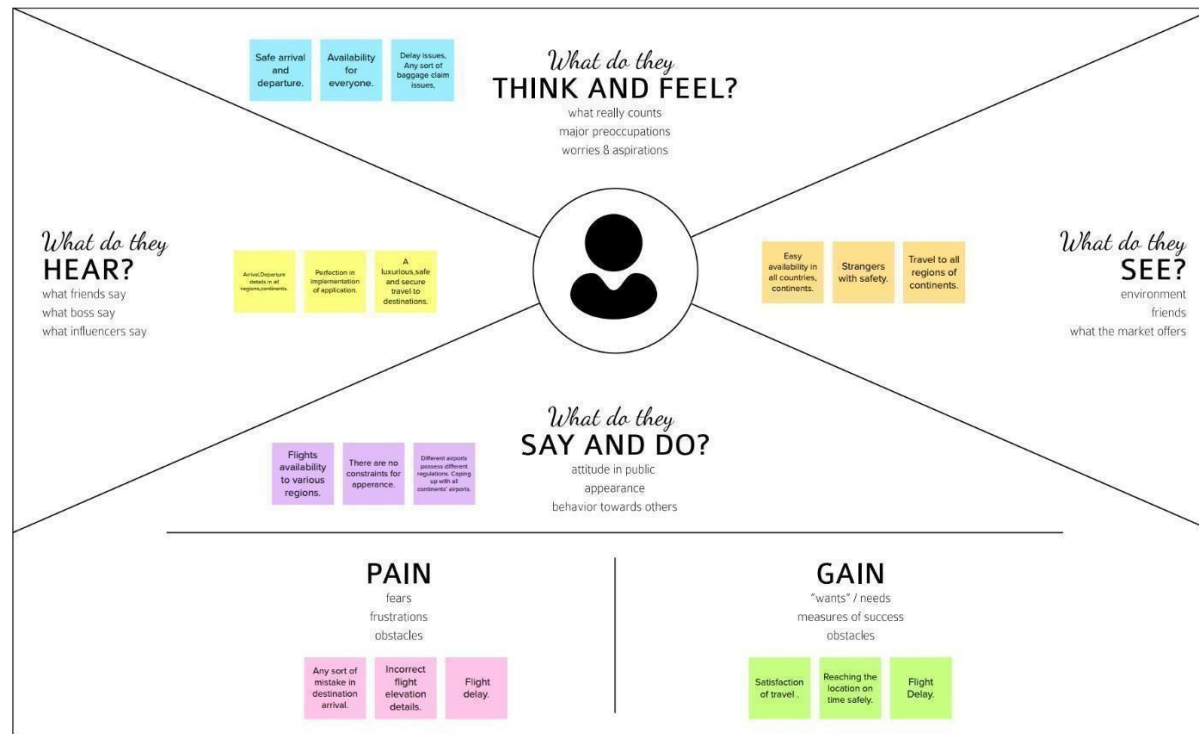 Safe arrival
and
departure.
Availability
for
everyone.
Delay issues,
Any sort of
baggage claim
issues,
What do they
THINK AND FEEL?
what really counts
major preoccupations
worries & aspirations
What do they
HEAR?
what friends say
what boss say
what influencers say
Arrival,Departure
details in all
regions,continents.
Perfection in
implementation
of application.
A
luxurious,safe
and secure
travel to
destinations.
Easy
availability in
all countries,
continents.
Strangers
with safety.
Travel to all
regions of
continents.
What do they
SEE?
environment
friends
what the market offers
What do they
SAY AND DO?
attitude in public
appearance
behavior towards others
Flights
availability
to various
regions.
There are no
constraints for
apperance.
Different airports
possess different
regulations. Coping
up with all
continents' airports.
PAIN
fears
frustrations
obstacles
Any sort of
mistake in
destination
arrival.
Incorrect
flight
elevation
details.
Flight
delay.
GAIN
"wants" / needs
measures of success
obstacles
Satisfaction
of travel .
Reaching the
location on
time safely.
Flight
Delay.